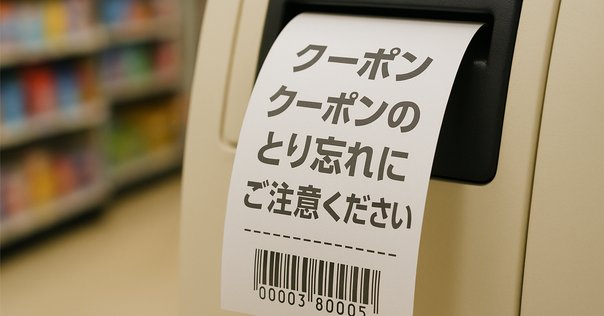 クーポン
クーポンの
とり忘れに
ご注意ください
00003 80005